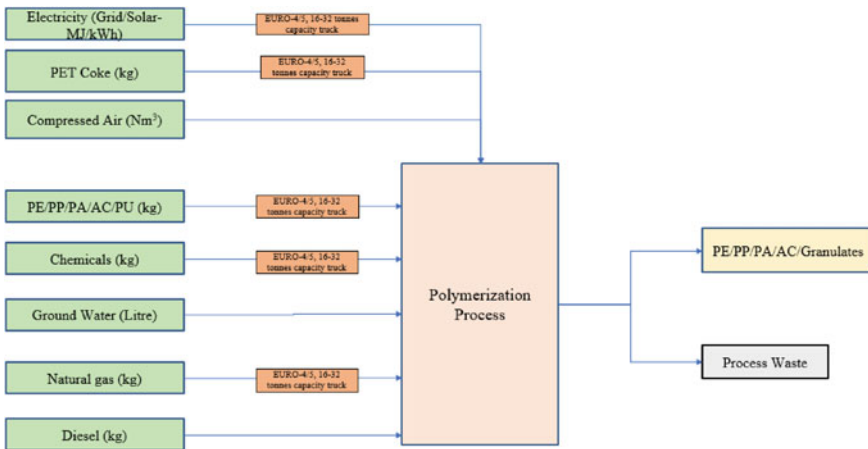 Electricity (Grid/Solar-
MJ/kWh)
EURO-4/5, 16-32 tonnes
capacity truck
PET Coke (kg)
EURO-4/5, 16-32
tonnes capacity truck
Compressed Air (Nm³)
PE/PP/PA/AC/PU (kg)
EURO-4/5, 16-32
tonnes capacity truck
Chemicals (kg)
EURO-4/5, 16-32
tonnes capacity truck
Ground Water (Litre)
Natural gas (kg)
EURO-4/5, 16-32
tonnes capacity truck
Diesel (kg)
Polymerization
Process
PE/PP/PA/AC/Granulates
Process Waste